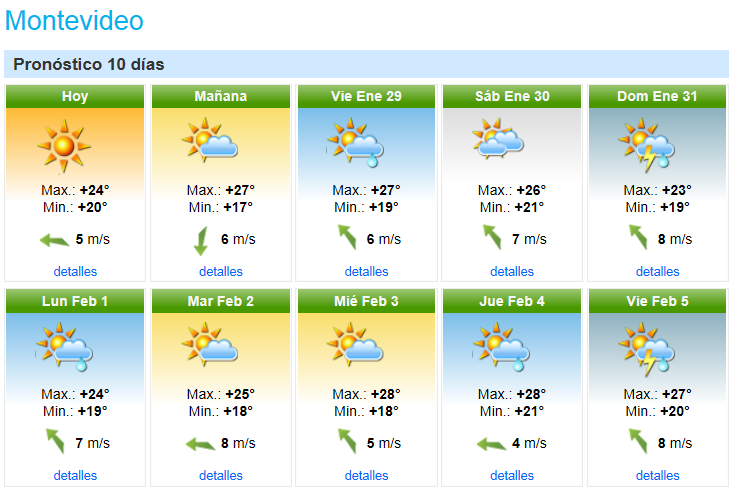 Montevideo
Pronóstico 10 días
Hoy
Max.: +24°
Min.: +20°
5 m/s
detalles
Mañana
Max.: +27°
Min.: +17°
6 m/s
detalles
Vie Ene 29
Max.: +27°
Min.: +19°
6 m/s
detalles
Sáb Ene 30
Max.: +26°
Min.: +21°
7 m/s
detalles
Dom Ene 31
Max.: +23°
Min.: +19°
8 m/s
detalles
Lun Feb 1
Max.: +24°
Min.: +19°
7 m/s
detalles
Mar Feb 2
Max.: +25°
Min.: +18°
8 m/s
detalles
Mié Feb 3
Max.: +28°
Min.: +18°
5 m/s
detalles
Jue Feb 4
Max.: +28°
Min.: +21°
4 m/s
detalles
Vie Feb 5
Max.: +27°
Min.: +20°
8 m/s
detalles